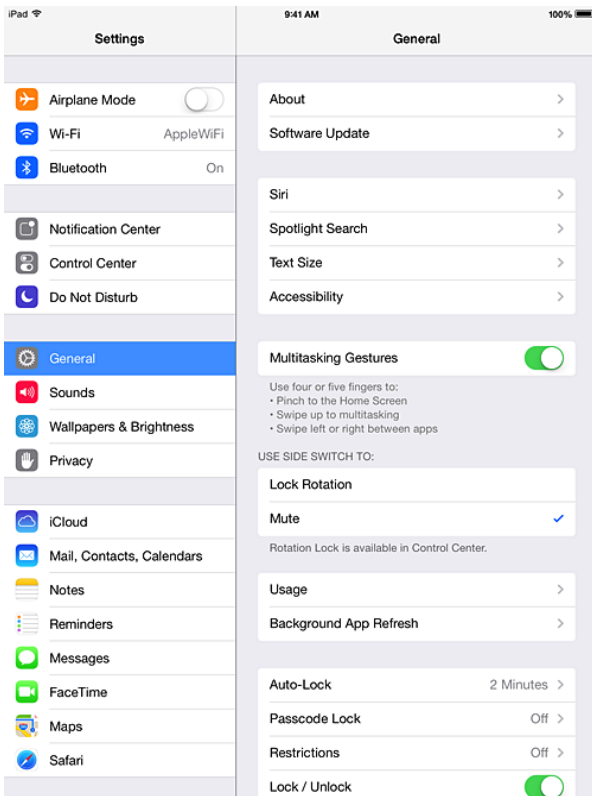 iPad 9:41 AM 100%
Settings
Airplane Mode
Wi-Fi AppleWiFi
Bluetooth On
Notification Center
Control Center
Do Not Disturb
General
Sounds
Wallpapers & Brightness
Privacy
iCloud
Mail, Contacts, Calendars
Notes
Reminders
Messages
FaceTime
Maps
Safari
General
About
Software Update
Siri
Spotlight Search
Text Size
Accessibility
Multitasking Gestures
Use four or five fingers to:
• Pinch to the Home Screen
• Swipe up to multitasking
• Swipe left or right between apps
USE SIDE SWITCH TO:
Lock Rotation
Mute
Rotation Lock is available in Control Center.
Usage
Background App Refresh
Auto-Lock 2 Minutes
Passcode Lock Off
Restrictions Off
Lock / Unlock